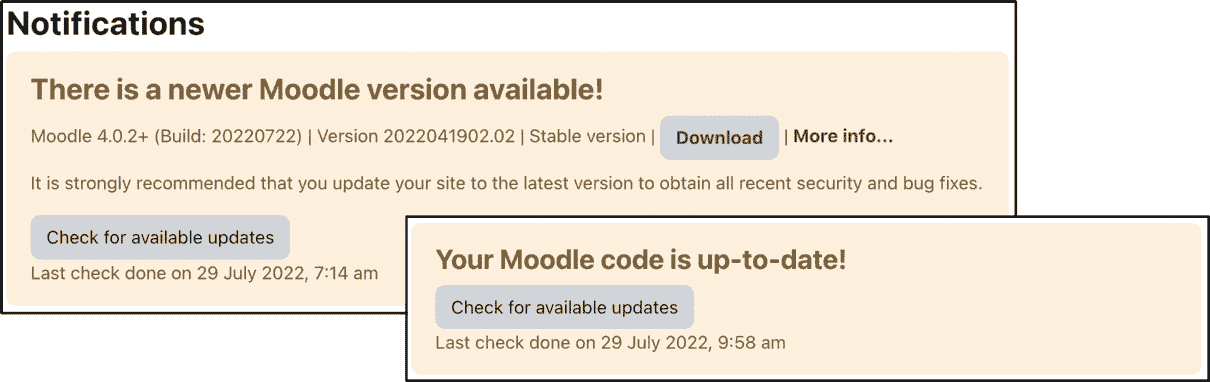 Notifications
There is a newer Moodle version available!
Moodle 4.0.2+ (Build: 20220722) | Version 2022041902.02 | Stable version | Download | More info...
It is strongly recommended that you update your site to the latest version to obtain all recent security and bug fixes.
Check for available updates
Last check done on 29 July 2022, 7:14 am
Your Moodle code is up-to-date!
Check for available updates
Last check done on 29 July 2022, 9:58 am